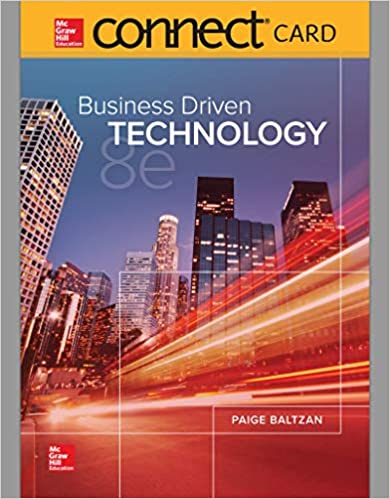 Mc
Graw
Hill
Education
connect® CARD
Business Driven
TECHNOLOGY
8e
PAIGE BALTZAN
Mc
Graw
Hill
Education